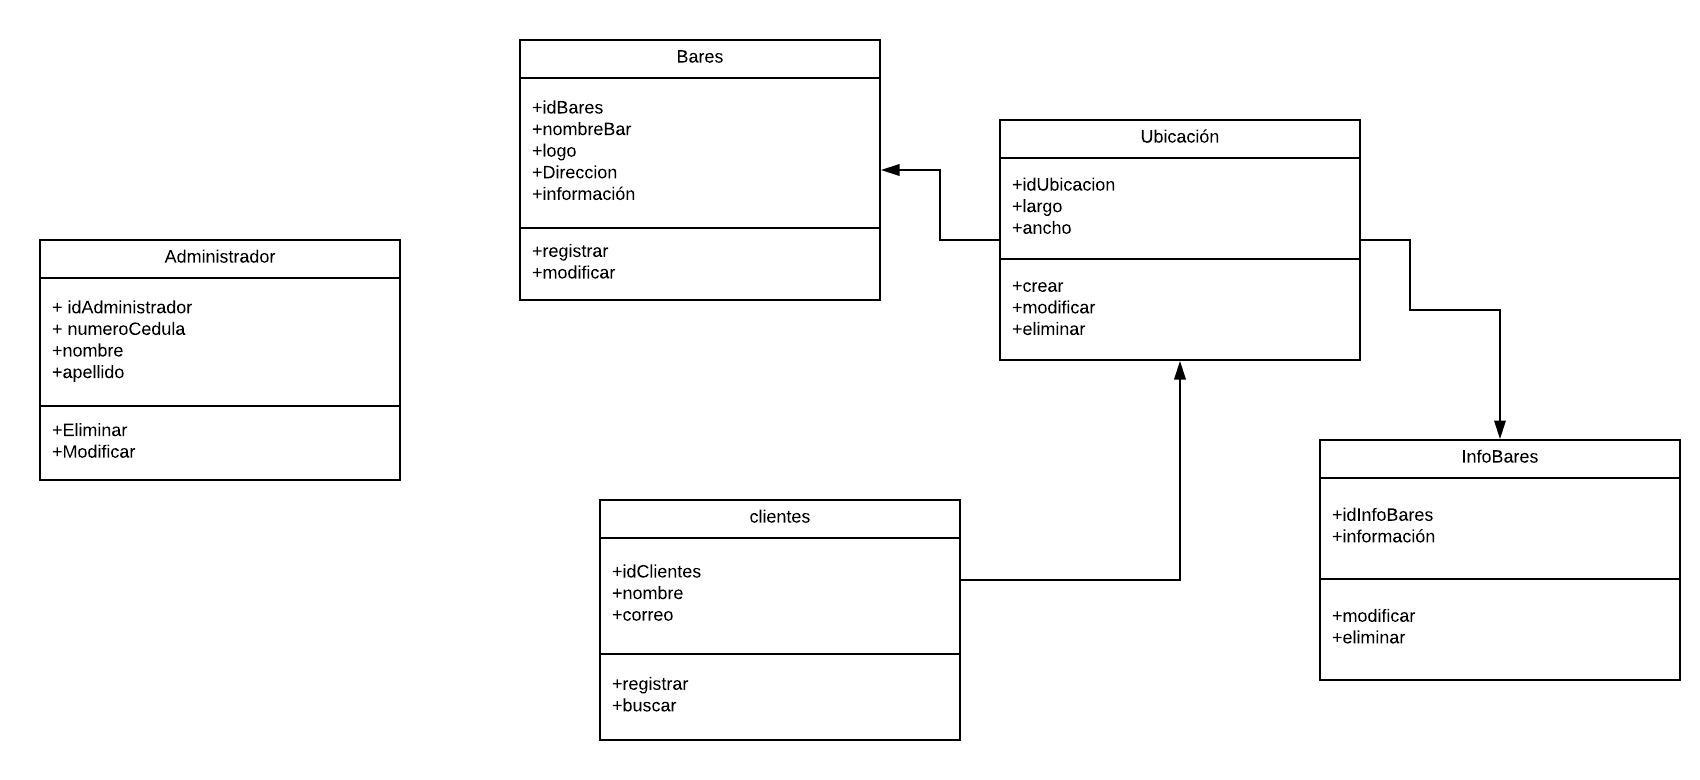 Bares
+idBares
+nombreBar
+logo
+Direccion
+información
+registrar
+modificar
Ubicación
+idUbicacion
+largo
+ancho
+crear
+modificar
+eliminar
Administrador
+ idAdministrador
+ numeroCedula
+nombre
+apellido
+Eliminar
+Modificar
clientes
+idClientes
+nombre
+correo
+registrar
+buscar
InfoBares
+idInfoBares
+información
+modificar
+eliminar